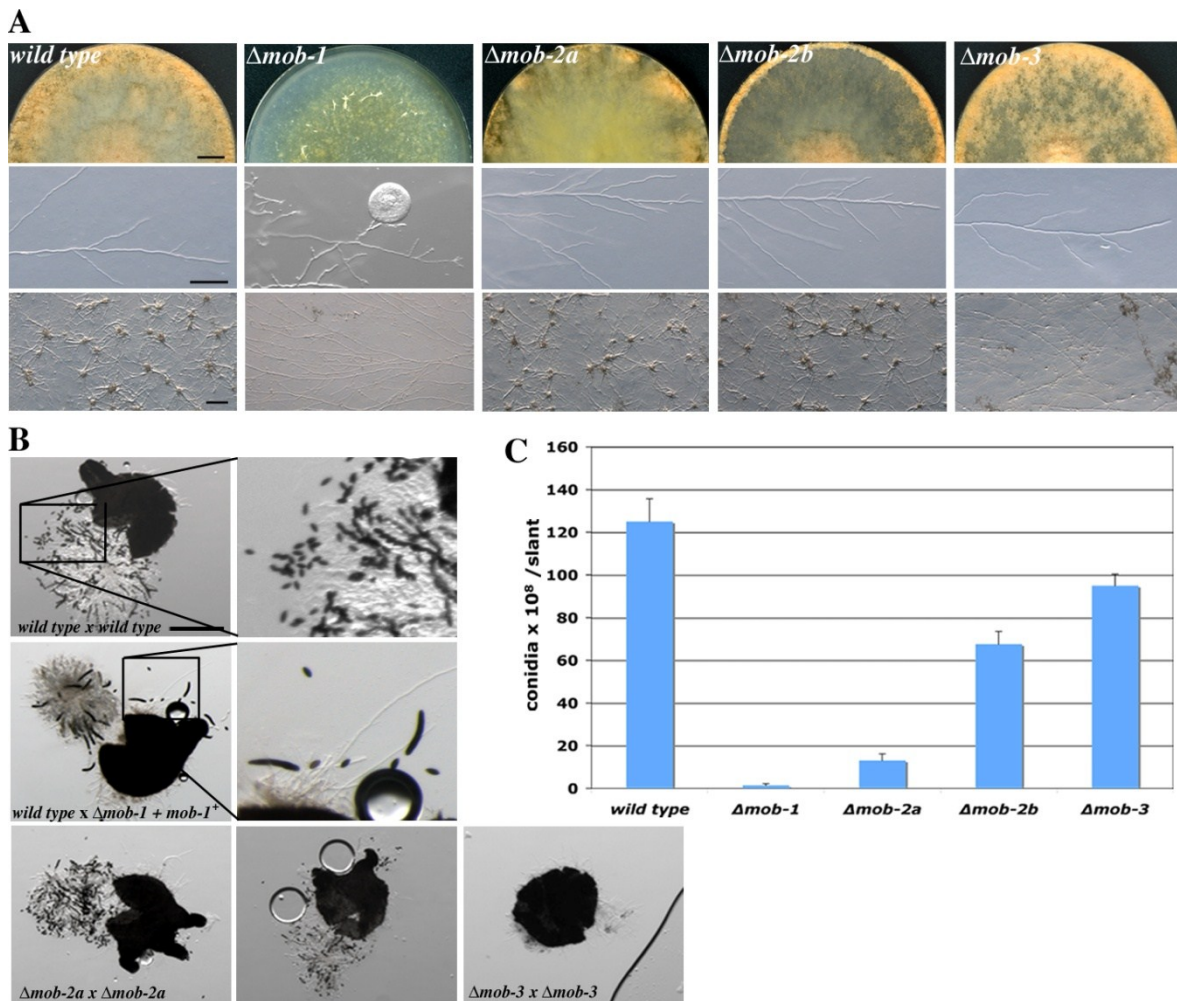 A
wild type
Δmob-1
Δmob-2a
Δmob-2b
Δmob-3
B
wild type x wild type
wild type x Δmob-1 + mob-1⁺
Δmob-2a x Δmob-2a
Δmob-3 x Δmob-3
C
160
140
120
100
80
60
40
20
0
conidia x 10⁸ /slant
wild type
Δmob-1
Δmob-2a
Δmob-2b
Δmob-3